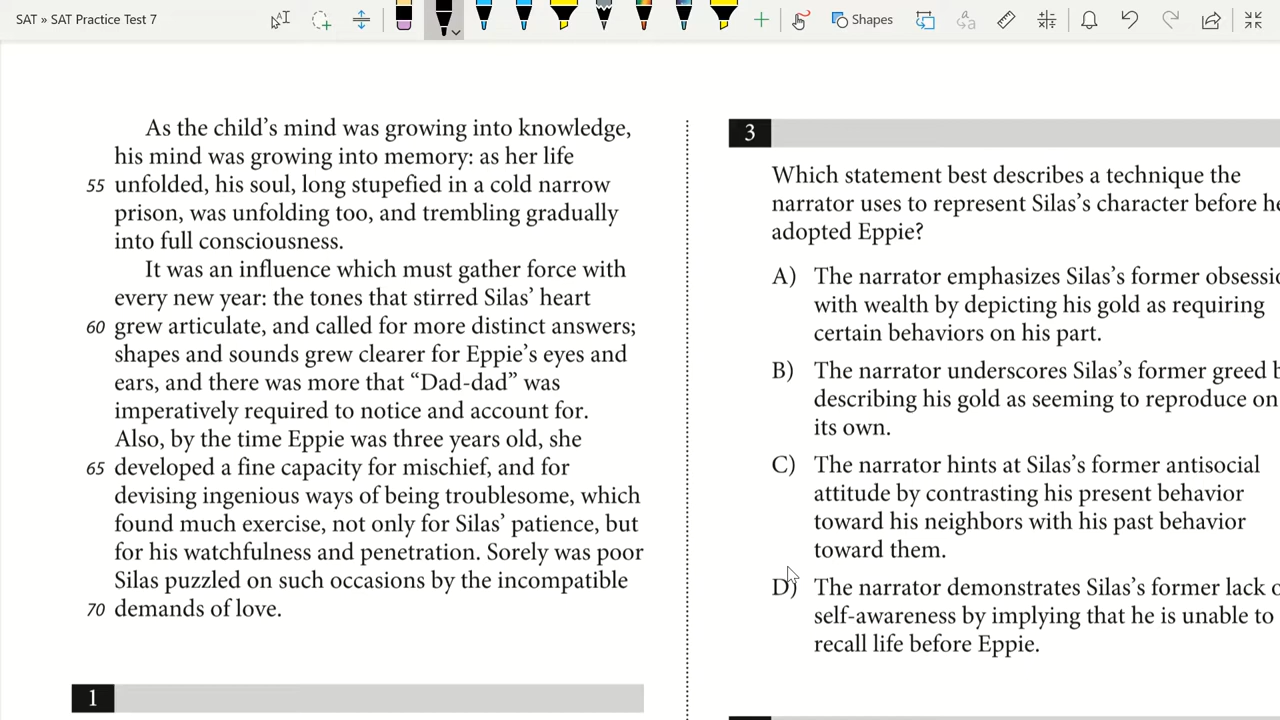 SAT » SAT Practice Test 7
Shapes
As the child's mind was growing into knowledge,
his mind was growing into memory: as her life
55 unfolded, his soul, long stupefied in a cold narrow
prison, was unfolding too, and trembling gradually
into full consciousness.
It was an influence which must gather force with
every new year: the tones that stirred Silas' heart
60 grew articulate, and called for more distinct answers;
shapes and sounds grew clearer for Eppie's eyes and
ears, and there was more that “Dad-dad” was
imperatively required to notice and account for.
Also, by the time Eppie was three years old, she
65 developed a fine capacity for mischief, and for
devising ingenious ways of being troublesome, which
found much exercise, not only for Silas' patience, but
for his watchfulness and penetration. Sorely was poor
Silas puzzled on such occasions by the incompatible
70 demands of love.
1
3
Which statement best describes a technique the
narrator uses to represent Silas's character before he
adopted Eppie?
A) The narrator emphasizes Silas's former
with wealth by depicting his gold as requiring
certain behaviors on his part.
B) The narrator underscores Silas's former greed
describing his gold as seeming to reproduce on
its own.
C) The narrator hints at Silas's former antisocial
attitude by contrasting his present behavior
toward his neighbors with his past behavior
toward them.
D) The narrator demonstrates Silas's former lack
self-awareness by implying that he is unable to
recall life before Eppie.